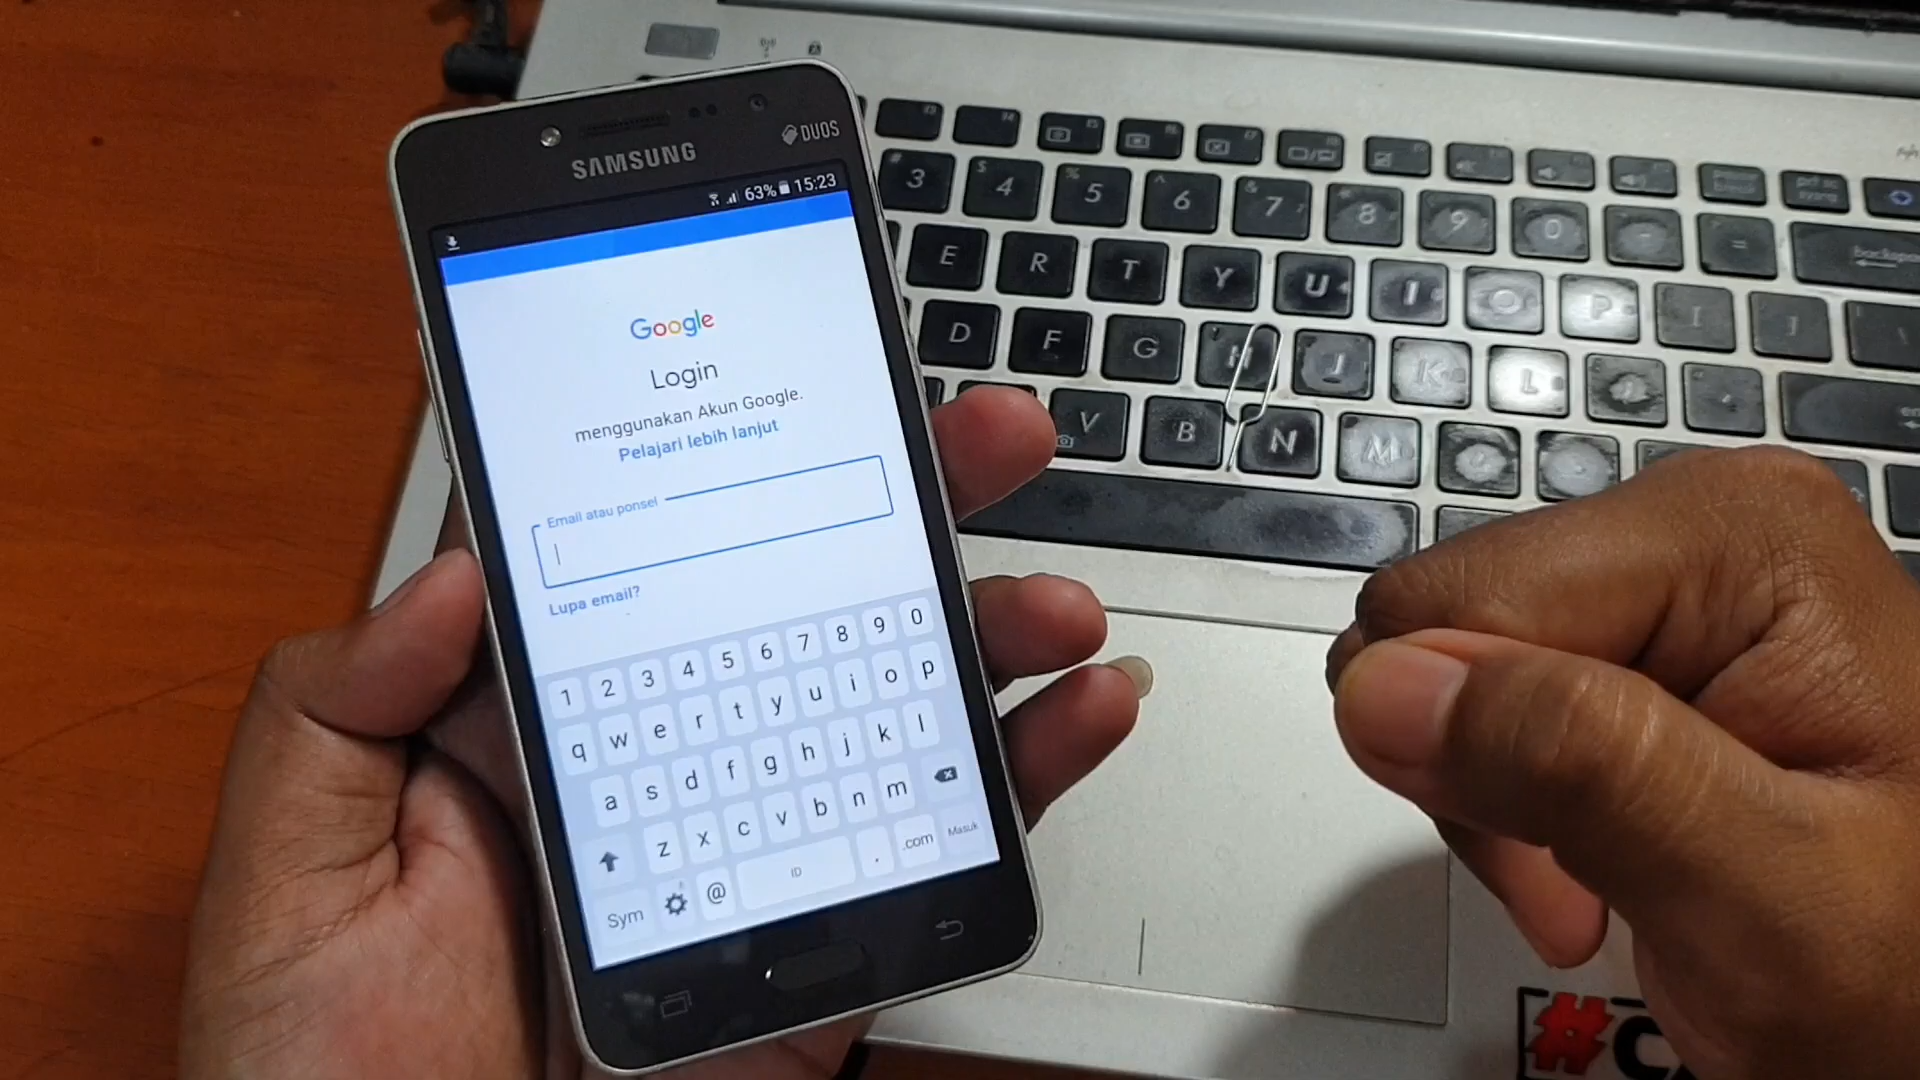 SAMSUNG
DUOS
63% 15:23
Google
Login
menggunakan Akun Google.
Pelajari lebih lanjut
Email atau ponsel
Lupa email?
1 2 3 4 5 6 7 8 9 0
q w e r t y u i o p
a s d f g h j k l
z x c v b n m
Sym @ ID . .com Masuk
# 3 $ 4 % 5 ^ 6 & 7 8 9 0 - =
backspace
E R T Y U I O P
D F G H J K L
V B N M
#C